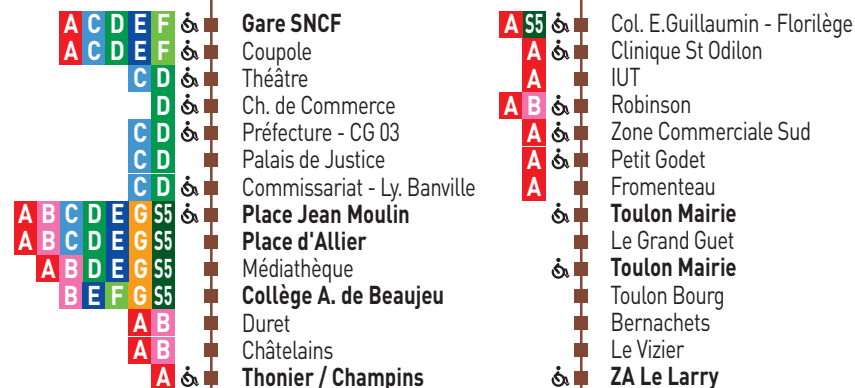 A C D E F Gare SNCF
A C D E F Coupole
C D Théâtre
D Ch. de Commerce
C D Préfecture - CG 03
C D Palais de Justice
C D Commissariat - Ly. Banville
A B C D E G S5 Place Jean Moulin
A B C D E G S5 Place d'Allier
A B D E G S5 Médiathèque
B E F G S5 Collège A. de Beaujeu
A B Duret
A B Châtelains
A Thonier / Champins
A S5 Col. E.Guillaumin - Florilège
A Clinique St Odilon
A IUT
A B Robinson
A Zone Commerciale Sud
A Petit Godet
A Fromenteau
Toulon Mairie
Le Grand Guet
Toulon Mairie
Toulon Bourg
Bernachets
Le Vizier
ZA Le Larry